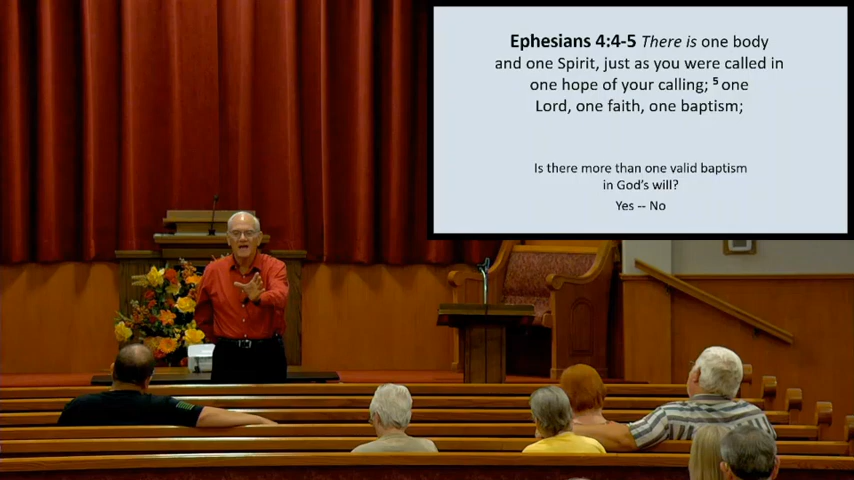 Ephesians 4:4-5 There is one body
and one Spirit, just as you were called in
one hope of your calling; 5 one
Lord, one faith, one baptism;
Is there more than one valid baptism
in God's will?
Yes -- No